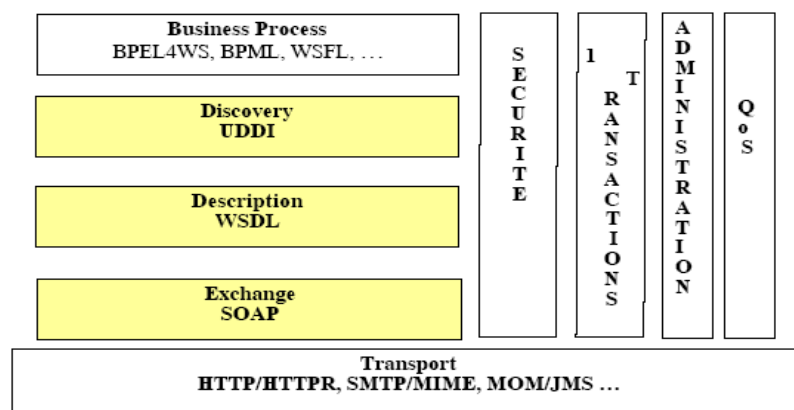 Business Process
BPEL4WS, BPML, WSFL, …
Discovery
UDDI
Description
WSDL
Exchange
SOAP
SECURITE
1
TRANSACTIONS
ADMINISTRATION
QoS
Transport
HTTP/HTTPR, SMTP/MIME, MOM/JMS …